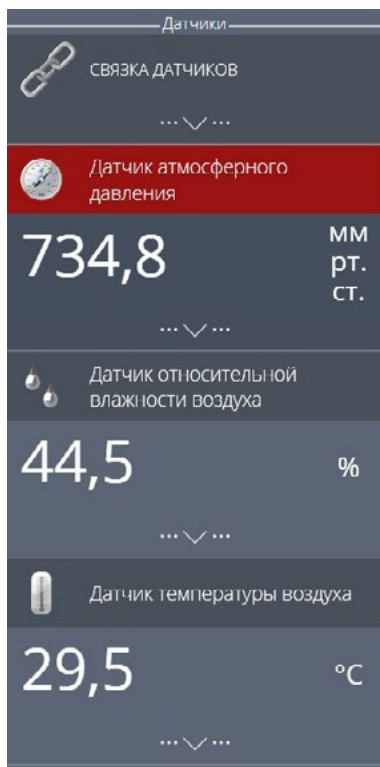 Датчики
СВЯЗКА ДАТЧИКОВ
Датчик атмосферного
давления
734,8
мм
рт.
ст.
Датчик относительной
влажности воздуха
44,5
%
Датчик температуры воздуха
29,5
°C